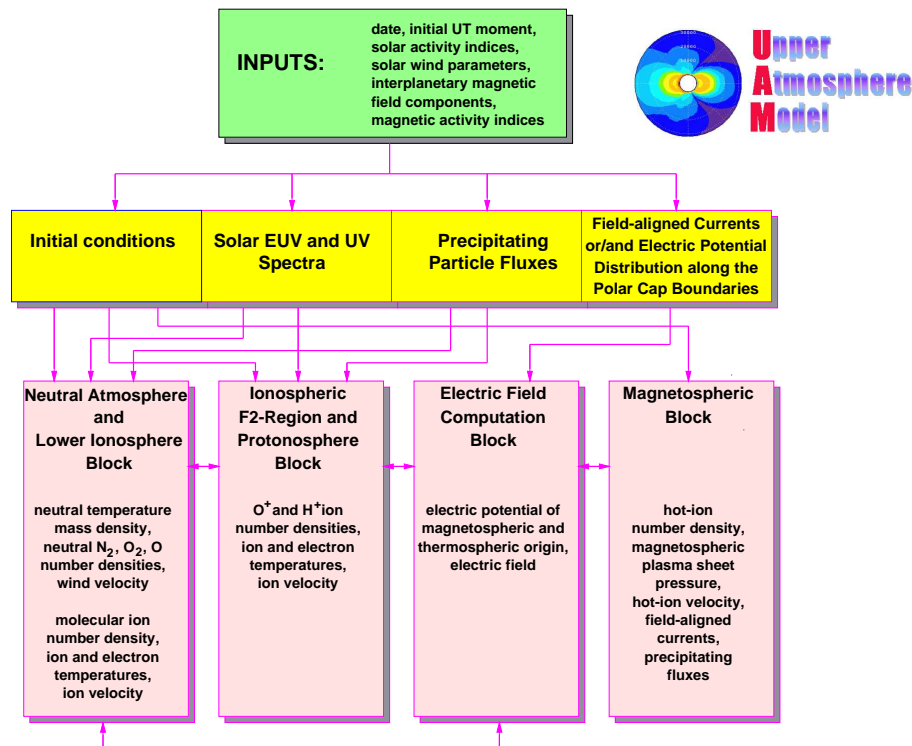 INPUTS:
date, initial UT moment,
solar activity indices,
solar wind parameters,
interplanetary magnetic
field components,
magnetic activity indices
Upper
Atmosphere
Model
Initial conditions
Solar EUV and UV
Spectra
Precipitating
Particle Fluxes
Field-aligned Currents
or/and Electric Potential
Distribution along the
Polar Cap Boundaries
Neutral Atmosphere
and
Lower Ionosphere
Block
neutral temperature
mass density,
neutral N₂, O₂, O
number densities,
wind velocity
molecular ion
number density,
ion and electron
temperatures,
ion velocity
Ionospheric
F2-Region and
Protonosphere
Block
O⁺ and H⁺ ion
number densities,
ion and electron
temperatures,
ion velocity
Electric Field
Computation
Block
electric potential of
magnetospheric and
thermospheric origin,
electric field
Magnetospheric
Block
hot-ion
number density,
magnetospheric
plasma sheet
pressure,
hot-ion velocity,
field-aligned
currents,
precipitating
fluxes